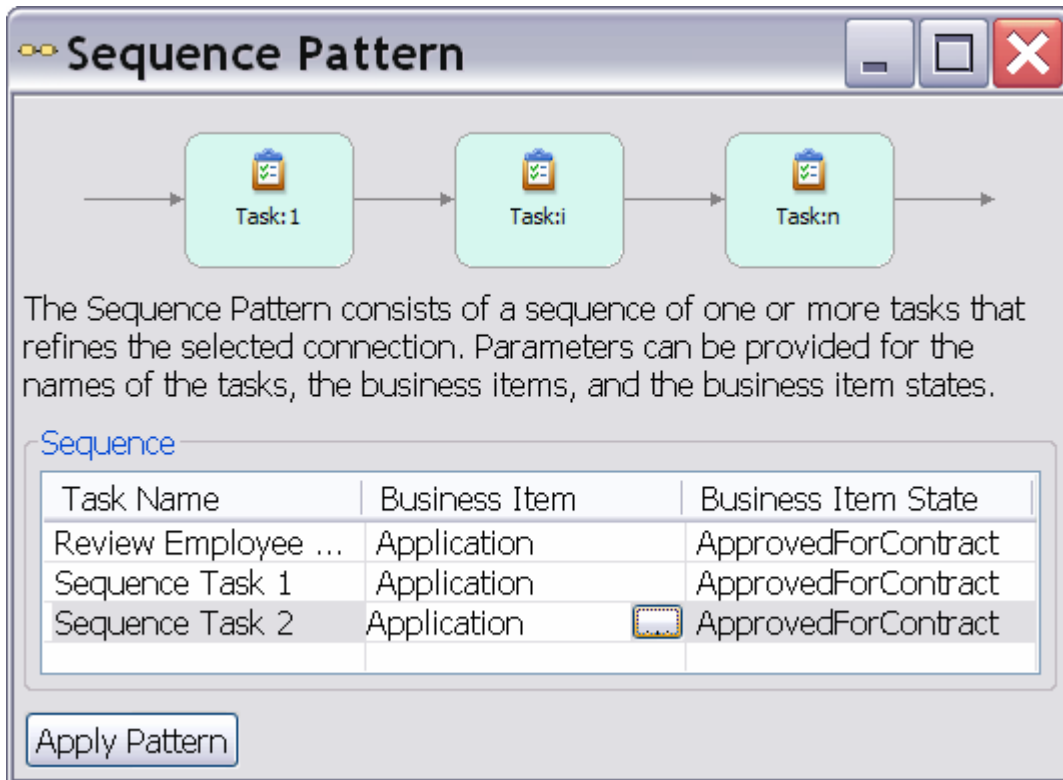 Sequence Pattern
Task:1 Task:i Task:n
The Sequence Pattern consists of a sequence of one or more tasks that
refines the selected connection. Parameters can be provided for the
names of the tasks, the business items, and the business item states.
Sequence
Task Name Business Item Business Item State
Review Employee ... Application ApprovedForContract
Sequence Task 1 Application ApprovedForContract
Sequence Task 2 Application ... ApprovedForContract
Apply Pattern